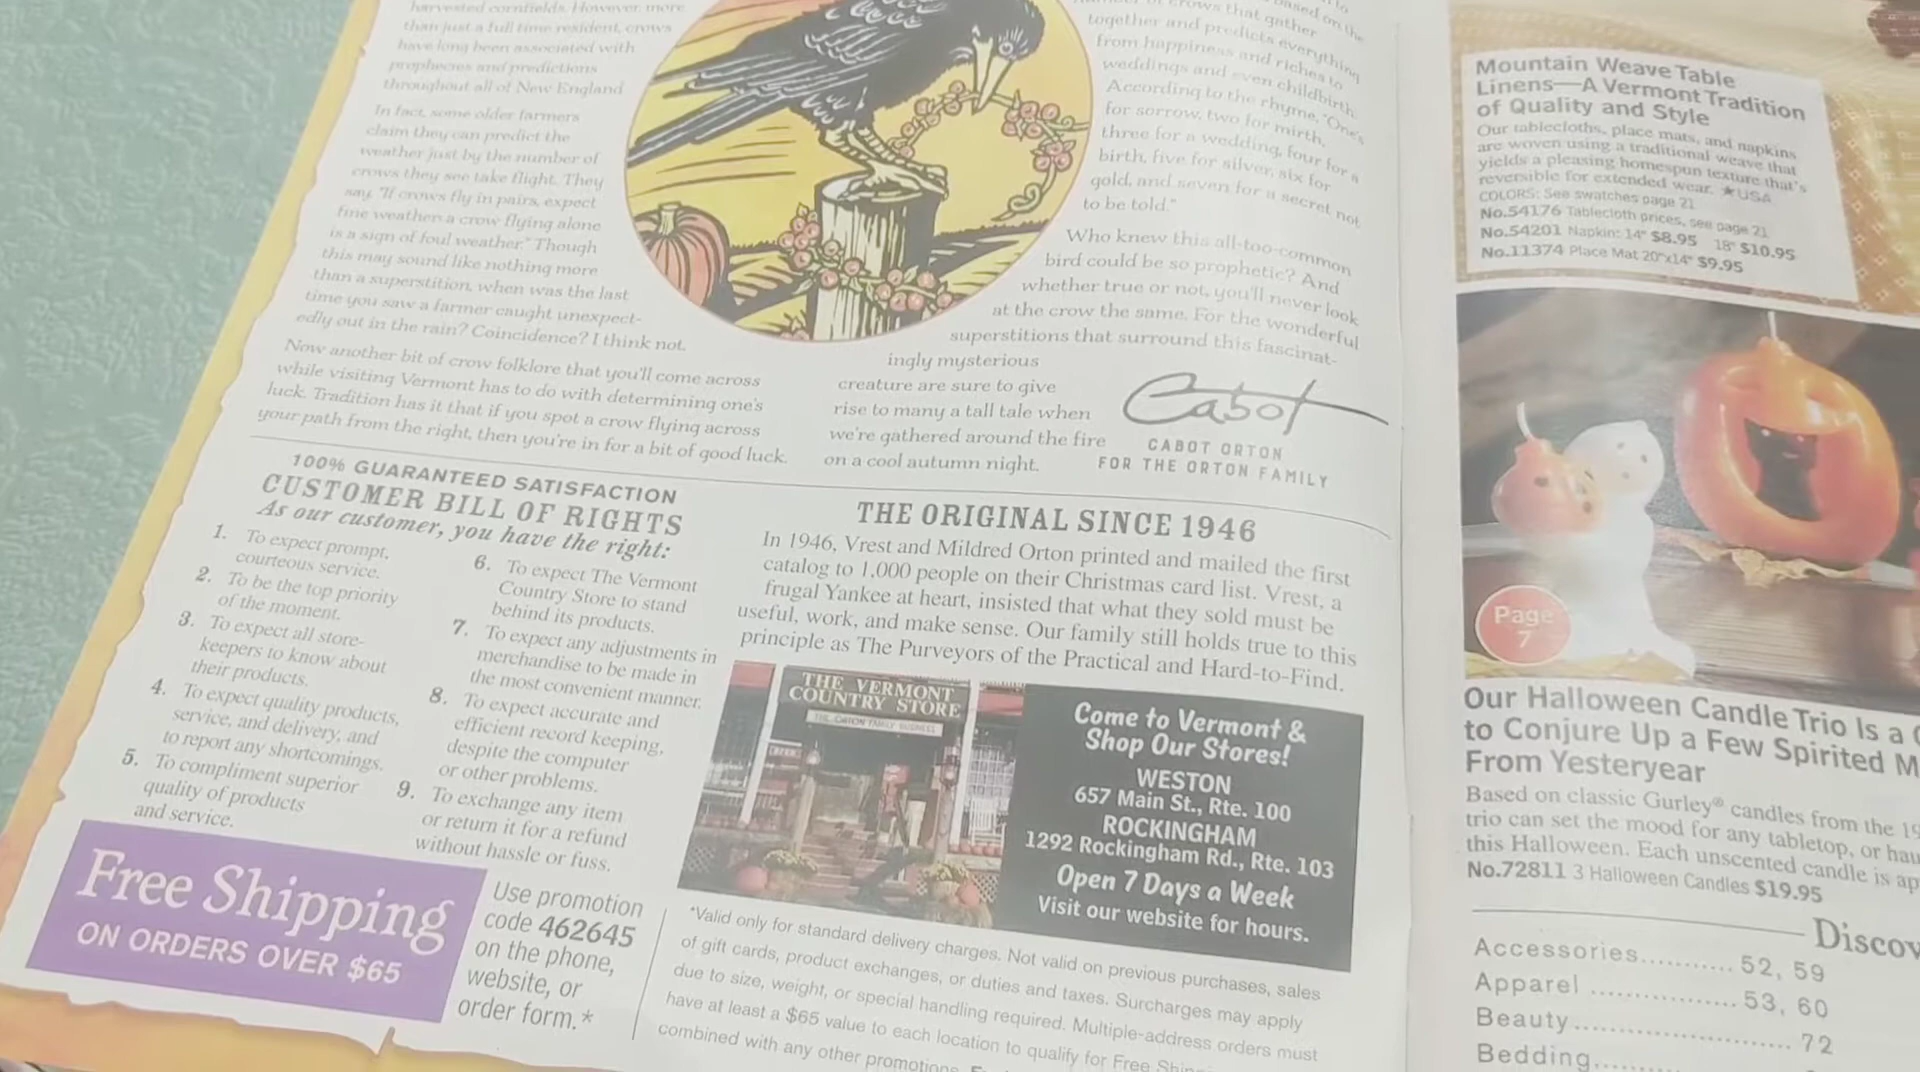 harvested cornfields. However, more
than just a full time resident, crows
have long been associated with
prophecies and predictions
throughout all of New England
In fact, some older farmers
claim they can predict the
weather just by the number of
crows they see take flight. They
say, "If crows fly in pairs, expect
fine weather: a crow flying alone
is a sign of foul weather." Though
this may sound like nothing more
than a superstition, when was the last
time you saw a farmer caught unexpect-
edly out in the rain? Coincidence? I think not.
Now another bit of crow folklore that you'll come across
while visiting Vermont has to do with determining one's
luck. Tradition has it that if you spot a crow flying across
your path from the right, then you're in for a bit of good luck.
based on the
of crows that gather
together and predicts everything
from happiness and riches to
weddings and even childbirth.
According to the rhyme, "One's
for sorrow, two for mirth,
three for a wedding, four for a
birth, five for silver, six for
gold, and seven for a secret not
to be told."
Who knew this all-too-common
bird could be so prophetic? And
whether true or not, you'll never look
at the crow the same. For the wonderful
superstitions that surround this fascinat-
ingly mysterious
creature are sure to give
rise to many a tall tale when
we're gathered around the fire
on a cool autumn night.
Cabot
CABOT ORTON
FOR THE ORTON FAMILY
100% GUARANTEED SATISFACTION
CUSTOMER BILL OF RIGHTS
As our customer, you have the right:
1. To expect prompt,
courteous service.
2. To be the top priority
of the moment.
3. To expect all store-
keepers to know about
their products.
4. To expect quality products,
service, and delivery, and
to report any shortcomings.
5. To compliment superior
quality of products
and service.
6. To expect The Vermont
Country Store to stand
behind its products.
7. To expect any adjustments in
merchandise to be made in
the most convenient manner.
8. To expect accurate and
efficient record keeping,
despite the computer
or other problems.
9. To exchange any item
or return it for a refund
without hassle or fuss.
Free Shipping
ON ORDERS OVER $65
Use promotion
code 462645
on the phone,
website, or
order form.*
THE ORIGINAL SINCE 1946
In 1946, Vrest and Mildred Orton printed and mailed the first
catalog to 1,000 people on their Christmas card list. Vrest, a
frugal Yankee at heart, insisted that what they sold must be
useful, work, and make sense. Our family still holds true to this
principle as The Purveyors of the Practical and Hard-to-Find.
THE VERMONT
COUNTRY STORE
THE ORTON FAMILY BUSINESS
Come to Vermont &
Shop Our Stores!
WESTON
657 Main St., Rte. 100
ROCKINGHAM
1292 Rockingham Rd., Rte. 103
Open 7 Days a Week
Visit our website for hours.
*Valid only for standard delivery charges. Not valid on previous purchases, sales
of gift cards, product exchanges, or duties and taxes. Surcharges may apply
due to size, weight, or special handling required. Multiple-address orders must
have at least a $65 value to each location to qualify for Free
combined with any other
Mountain Weave Table
Linens—A Vermont Tradition
of Quality and Style
Our tablecloths, place mats, and napkins
are woven using a traditional weave that
yields a pleasing homespun texture that's
reversible for extended wear. ★USA
COLORS: See swatches page 21
No.54176 Tablecloth prices, see page 21
No.54201 Napkin: 14" $8.95 18" $10.95
No.11374 Place Mat 20"x14" $9.95
Page
7
Our Halloween Candle Trio Is a
to Conjure Up a Few Spirited
From Yesteryear
Based on classic Gurley® candles from the
trio can set the mood for any tabletop, or
this Halloween. Each unscented candle is
No.72811 3 Halloween Candles $19.95
Accessories........... 52, 59
Apparel ................. 53, 60
Beauty......................... 72
Bedding